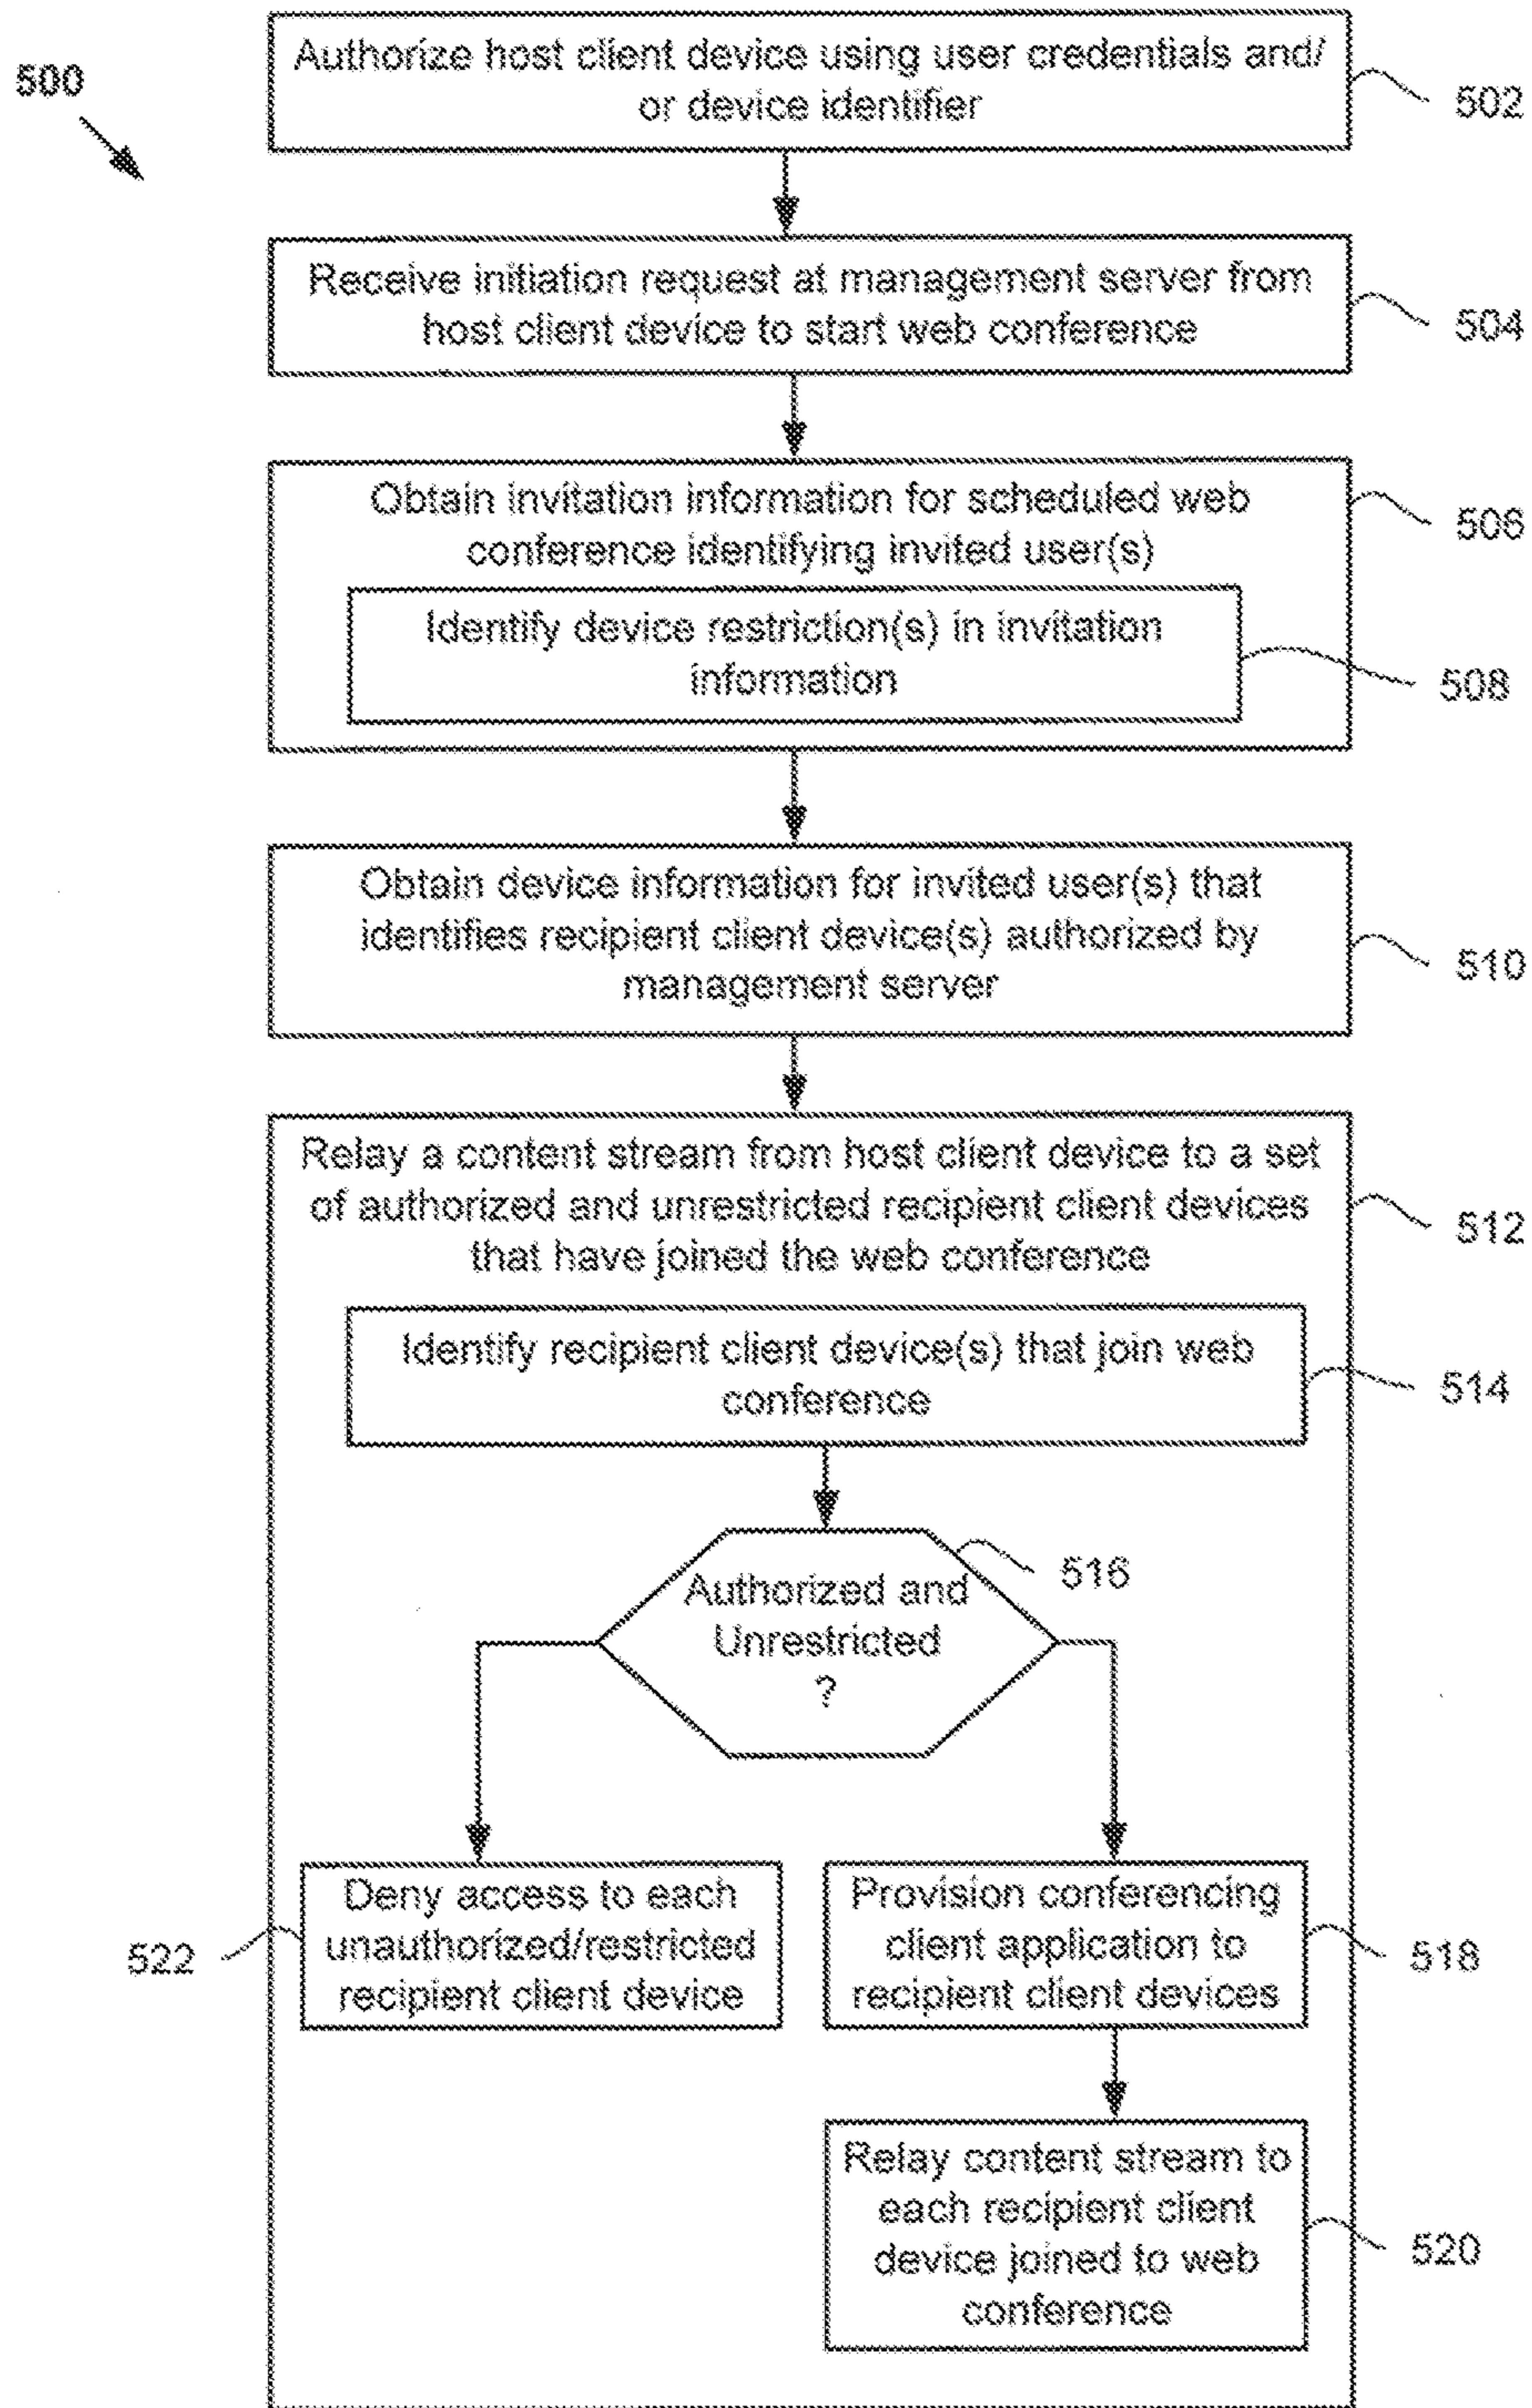 500
Authorize host client device using user credentials and/
or device identifier
502
Receive initiation request at management server from
host client device to start web conference
504
Obtain invitation information for scheduled web
conference identifying invited user(s)
506
Identify device restriction(s) in invitation
information
508
Obtain device information for invited user(s) that
identifies recipient client device(s) authorized by
management server
510
Relay a content stream from host client device to a set
of authorized and unrestricted recipient client devices
that have joined the web conference
512
Identify recipient client device(s) that join web
conference
514
Authorized and
Unrestricted
?
516
Deny access to each
unauthorized/restricted
recipient client device
522
Provision conferencing
client application to
recipient client devices
518
Relay content stream to
each recipient client
device joined to web
conference
520